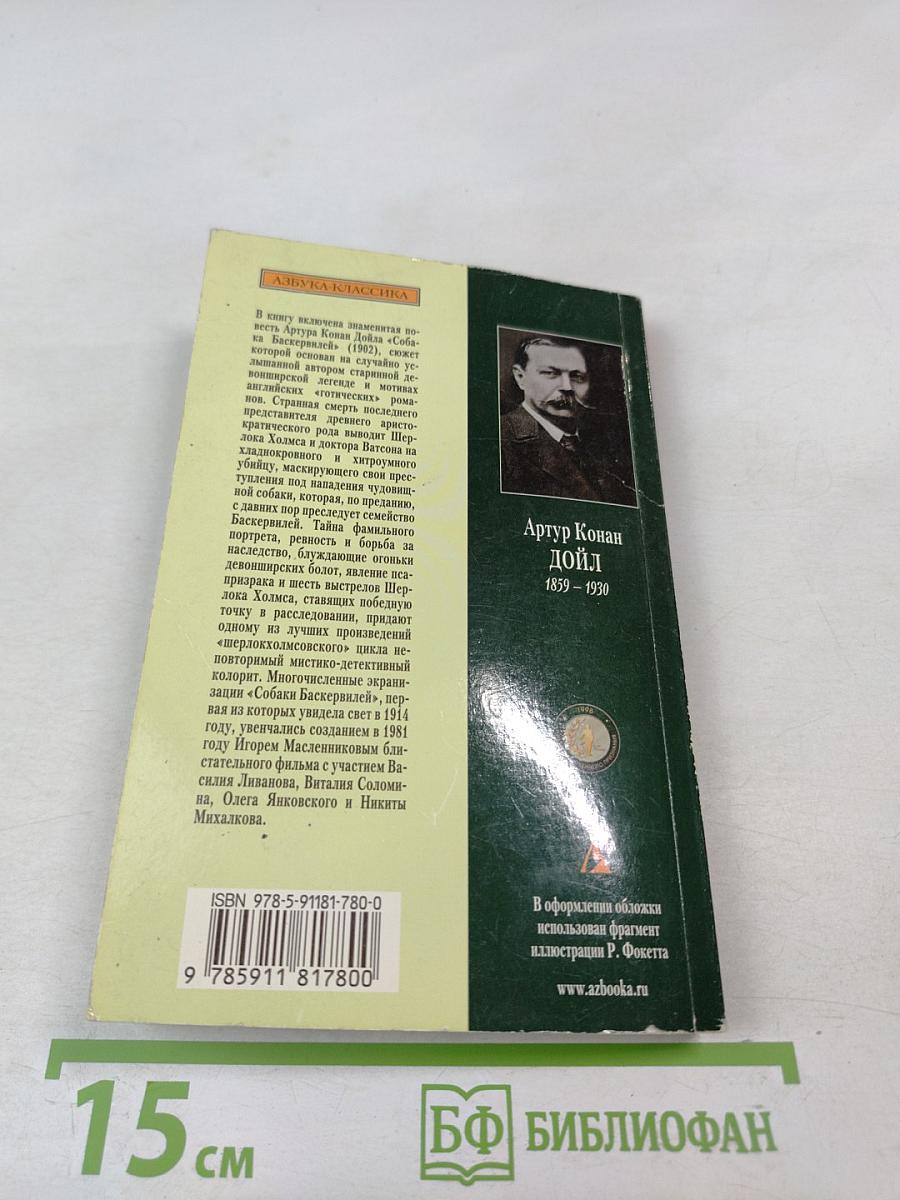 АЗБУКА-КЛАССИКА
В книгу включена знаменитая по-
весть Артура Конан Дойла «Соба-
ка Баскервилей» (1902), сюжет
которой основан на случайно ус-
лышанной автором старинной де-
вонширской легенде и мотивах
английских «готических» рома-
нов. Странная смерть последнего
представителя древнего аристо-
кратического рода выводит Шер-
лока Холмса и доктора Ватсона на
хладнокровного и хитроумного
убийцу, маскирующего свои прес-
тупления под нападения чудовищ-
ной собаки, которая, по преданию,
с давних пор преследует семейство
Баскервилей. Тайна фамильного
портрета, ревность и борьба за
наследство, блуждающие огоньки
девонширских болот, явление пса-
призрака и шесть выстрелов Шер-
лока Холмса, ставящих победную
точку в расследовании, придают
одному из лучших произведений
«шерлокхолмсовского» цикла не-
повторимый мистико-детективный
колорит. Многочисленные экрани-
зации «Собаки Баскервилей», пер-
вая из которых увидела свет в 1914
году, увенчались созданием в 1981
году Игорем Масленниковым бли-
стательного фильма с участием Ва-
силия Ливанова, Виталия Соломи-
на, Олега Янковского и Никиты
Михалкова.
ISBN 978-5-91181-780-0
9 785911 817800
Артур Конан
ДОЙЛ
1859 – 1930
1998
В оформлении обложки
использован фрагмент
иллюстрации Р. Фокетта
www.azbooka.ru
15 см
БФ БИБЛИОФАН